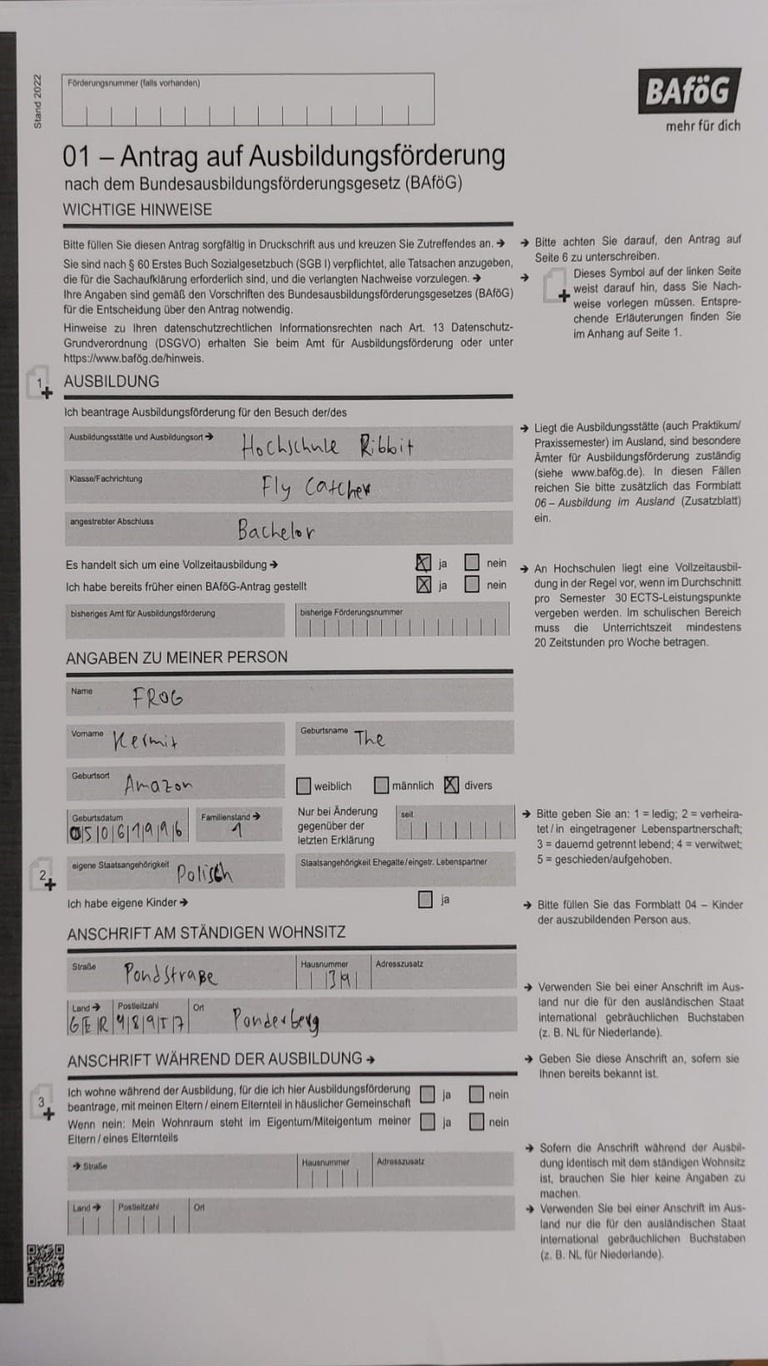 Stand 2022
Förderungsnummer (falls vorhanden)
BAföG
mehr für dich
01 – Antrag auf Ausbildungsförderung
nach dem Bundesausbildungsförderungsgesetz (BAföG)
WICHTIGE HINWEISE
Bitte füllen Sie diesen Antrag sorgfältig in Druckschrift aus und kreuzen Sie Zutreffendes an. →
Sie sind nach § 60 Erstes Buch Sozialgesetzbuch (SGB I) verpflichtet, alle Tatsachen anzugeben,
die für die Sachaufklärung erforderlich sind, und die verlangten Nachweise vorzulegen. →
Ihre Angaben sind gemäß den Vorschriften des Bundesausbildungsförderungsgesetzes (BAföG)
für die Entscheidung über den Antrag notwendig.
Hinweise zu Ihren datenschutzrechtlichen Informationsrechten nach Art. 13 Datenschutz-
Grundverordnung (DSGVO) erhalten Sie beim Amt für Ausbildungsförderung oder unter
https://www.bafög.de/hinweis.
→ Bitte achten Sie darauf, den Antrag auf
Seite 6 zu unterschreiben.
→ Dieses Symbol auf der linken Seite
weist darauf hin, dass Sie Nach-
weise vorlegen müssen. Entspre-
chende Erläuterungen finden Sie
im Anhang auf Seite 1.
1 + AUSBILDUNG
Ich beantrage Ausbildungsförderung für den Besuch der/des
Ausbildungsstätte und Ausbildungsort → Hochschule Ribbit
Klasse/Fachrichtung Fly Catcher
angestrebter Abschluss Bachelor
→ Liegt die Ausbildungsstätte (auch Praktikum/
Praxissemester) im Ausland, sind besondere
Ämter für Ausbildungsförderung zuständig
(siehe www.bafög.de). In diesen Fällen
reichen Sie bitte zusätzlich das Formblatt
06 – Ausbildung im Ausland (Zusatzblatt)
ein.
Es handelt sich um eine Vollzeitausbildung → ja nein
Ich habe bereits früher einen BAföG-Antrag gestellt ja nein
bisheriges Amt für Ausbildungsförderung bisherige Förderungsnummer
→ An Hochschulen liegt eine Vollzeitausbil-
dung in der Regel vor, wenn im Durchschnitt
pro Semester 30 ECTS-Leistungspunkte
vergeben werden. Im schulischen Bereich
muss die Unterrichtszeit mindestens
20 Zeitstunden pro Woche betragen.
ANGABEN ZU MEINER PERSON
Name FROG
Vorname Kermit Geburtsname The
Geburtsort Amazon weiblich männlich divers
Geburtsdatum 05061996 Familienstand → 1
Nur bei Änderung
gegenüber der
letzten Erklärung
seit
→ Bitte geben Sie an: 1 = ledig; 2 = verheira-
tet / in eingetragener Lebenspartnerschaft;
3 = dauernd getrennt lebend; 4 = verwitwet;
5 = geschieden/aufgehoben.
2 + eigene Staatsangehörigkeit Polisch Staatsangehörigkeit Ehegatte/eingetr. Lebenspartner
Ich habe eigene Kinder → ja
→ Bitte füllen Sie das Formblatt 04 – Kinder
der auszubildenden Person aus.
ANSCHRIFT AM STÄNDIGEN WOHNSITZ
Straße Pondstraße Hausnummer 39 Adresszusatz
Land → GER Postleitzahl Ort Ponderberg
→ Verwenden Sie bei einer Anschrift im Aus-
land nur die für den ausländischen Staat
international gebräuchlichen Buchstaben
(z. B. NL für Niederlande).
ANSCHRIFT WÄHREND DER AUSBILDUNG →
→ Geben Sie diese Anschrift an, sofern sie
Ihnen bereits bekannt ist.
3 + Ich wohne während der Ausbildung, für die ich hier Ausbildungsförderung
beantrage, mit meinen Eltern / einem Elternteil in häuslicher Gemeinschaft ja nein
Wenn nein: Mein Wohnraum steht im Eigentum/Miteigentum meiner
Eltern / eines Elternteils ja nein
→ Straße Hausnummer Adresszusatz
Land → Postleitzahl Ort
→ Sofern die Anschrift während der Ausbil-
dung identisch mit dem ständigen Wohnsitz
ist, brauchen Sie hier keine Angaben zu
machen.
→ Verwenden Sie bei einer Anschrift im Aus-
land nur die für den ausländischen Staat
international gebräuchlichen Buchstaben
(z. B. NL für Niederlande).